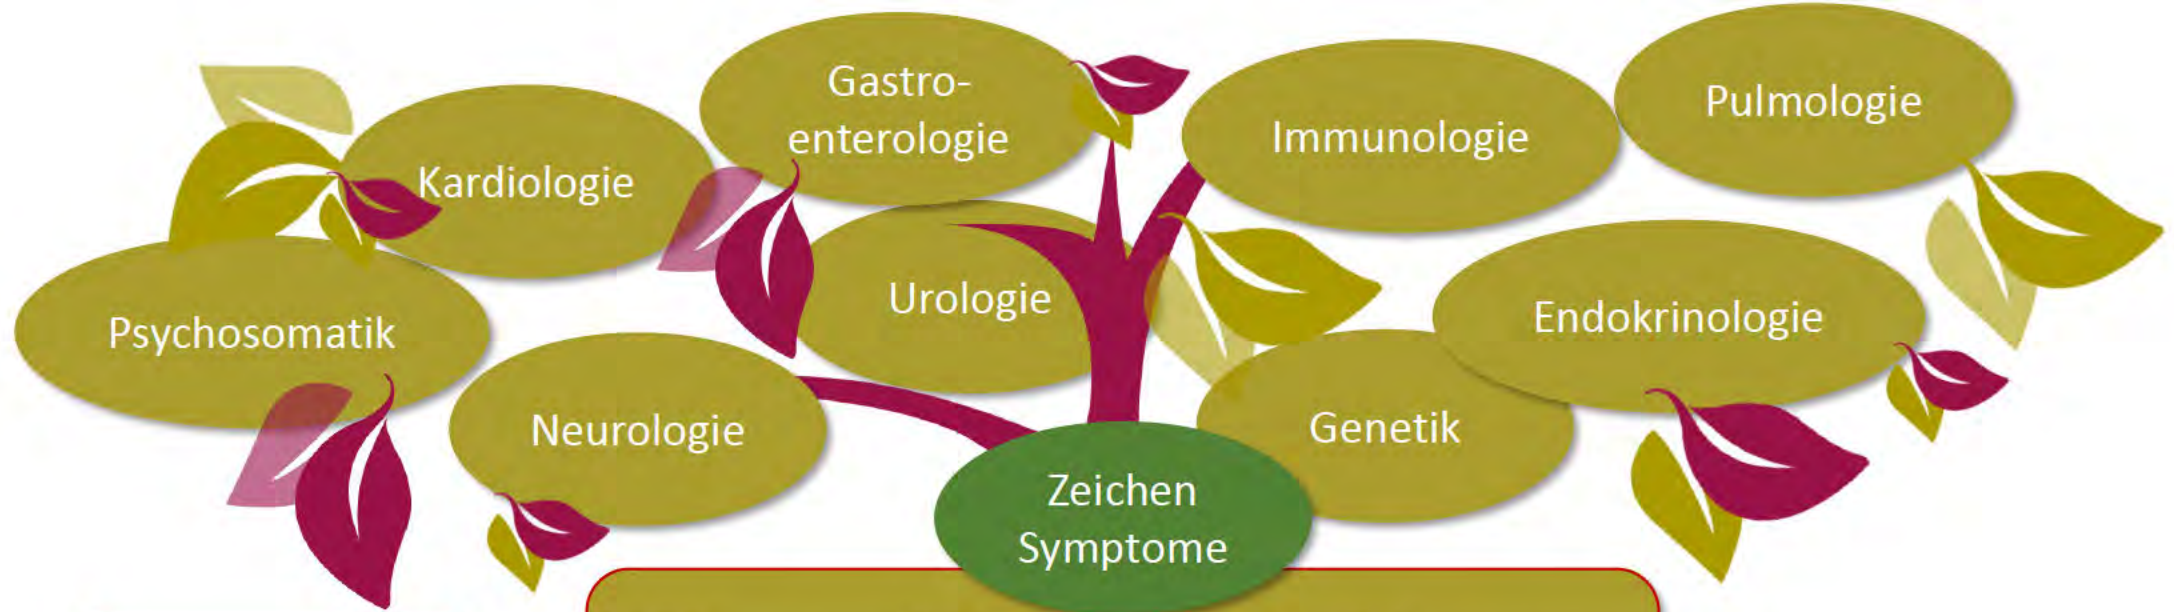 Gastro-
enterologie
Pulmologie
Immunologie
Kardiologie
Urologie
Endokrinologie
Psychosomatik
Neurologie
Genetik
Zeichen
Symptome